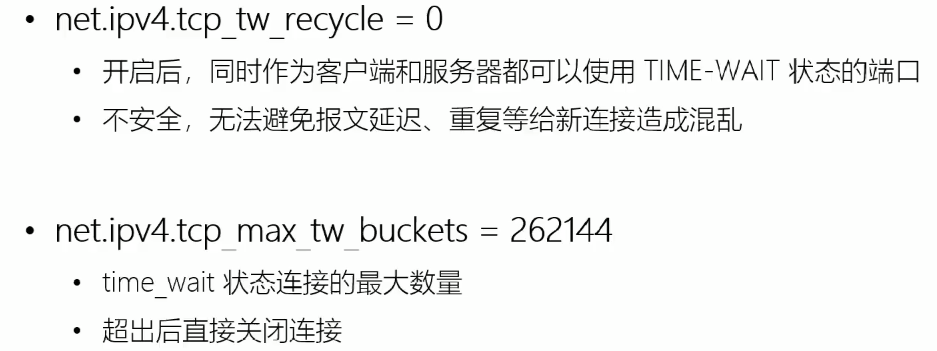 • net.ipv4.tcp_tw_recycle = 0
• 开启后，同时作为客户端和服务器都可以使用 TIME-WAIT 状态的端口
• 不安全，无法避免报文延迟、重复等给新连接造成混乱
• net.ipv4.tcp_max_tw_buckets = 262144
• time_wait 状态连接的最大数量
• 超出后直接关闭连接